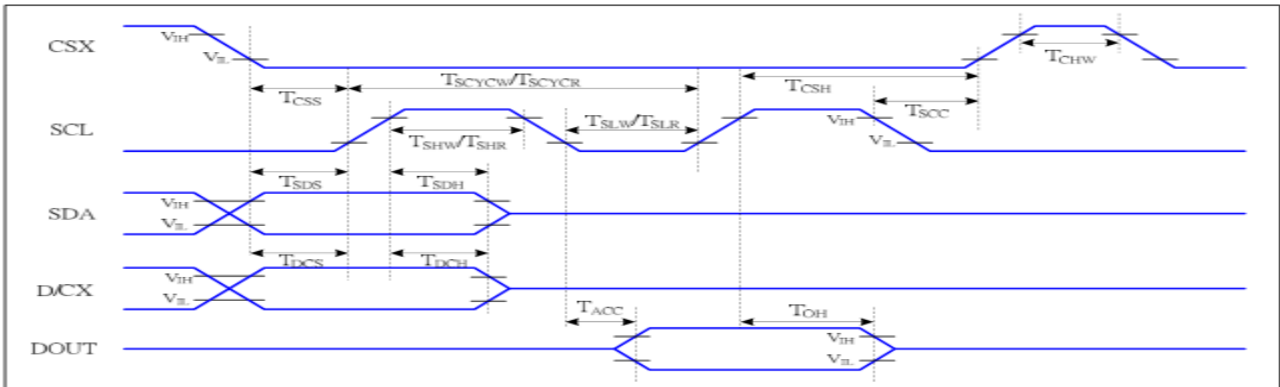 CSX
VIH
VIL
TCHW
TSCYCW/TSCYCR
TCSS
TCSH
TSCC
SCL
TSLW/TSLR
VIH
VIL
TSHW/TSHR
TSDS
TSDH
SDA
VIH
VIL
TDCS
TDCH
D/CX
VIH
VIL
TACC
TOH
DOUT
VIH
VIL